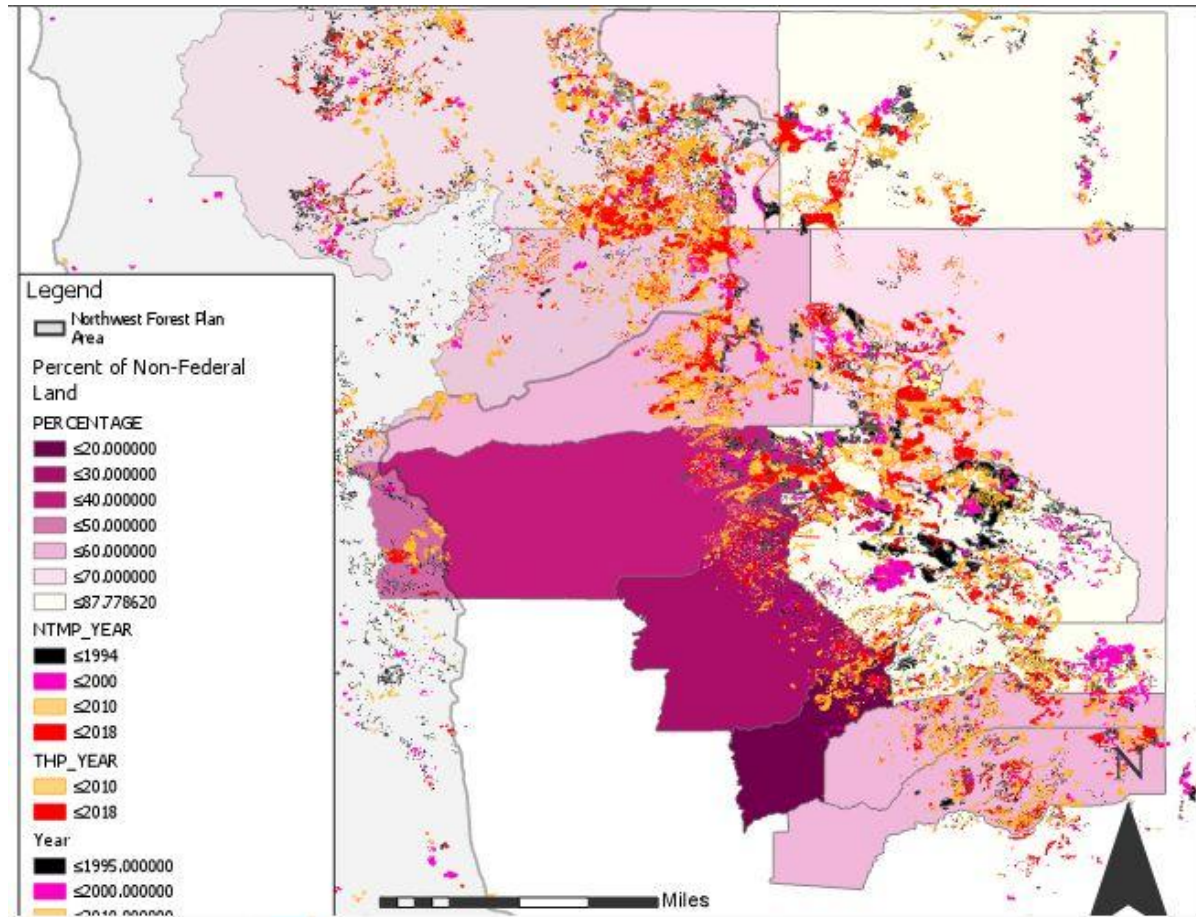 Legend
Northwest Forest Plan
Area
Percent of Non-Federal
Land
PERCENTAGE
≤20.000000
≤30.000000
≤40.000000
≤50.000000
≤60.000000
≤70.000000
≤87.778620
NTMP_YEAR
≤1994
≤2000
≤2010
≤2018
THP_YEAR
≤2010
≤2018
Year
≤1995.000000
≤2000.000000
≤2010.000000
Miles
N